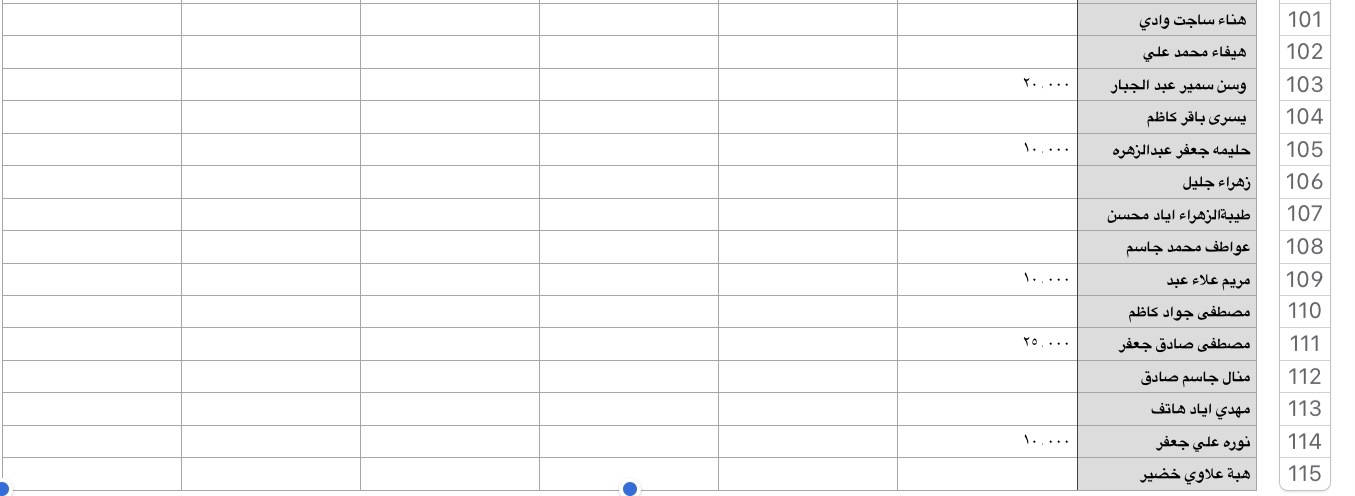 101 هناء ساجت وادي
102 هيفاء محمد علي
103 وسن سمير عبد الجبار ٢٠.٠٠٠
104 يسرى باقر كاظم
105 حليمه جعفر عبدالزهره ١٠.٠٠٠
106 زهراء جليل
107 طيبةالزهراء اياد محسن
108 عواطف محمد جاسم
109 مريم علاء عبد ١٠.٠٠٠
110 مصطفى جواد كاظم
111 مصطفى صادق جعفر ٢٥.٠٠٠
112 منال جاسم صادق
113 مهدي اياد هاتف
114 نوره علي جعفر ١٠.٠٠٠
115 هبة علاوي خضير